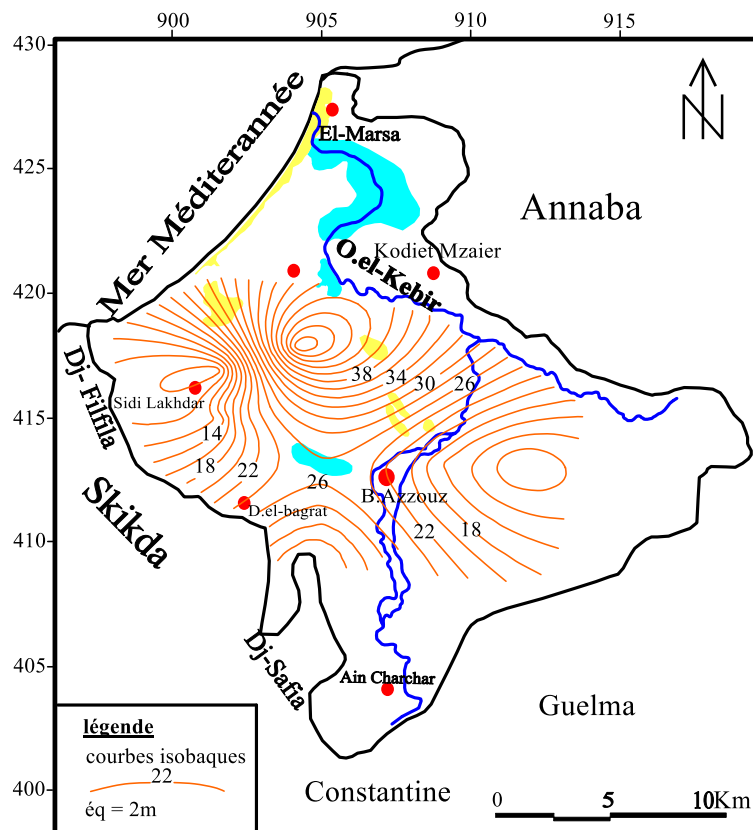 900 905 910 915
430
425
420
415
410
405
400
Mer Méditerannée
El-Marsa
Annaba
Kodiet Mzaier
O.el-Kebir
Dj-Filfila
Sidi Lakhdar
38 34 30 26
14
18 22
26
B.Azzouz
D.el-bagrat
22 18
Skikda
Dj-Safia
Ain Charchar
Guelma
Constantine
légende
courbes isobaques
22
éq = 2m
0 5 10Km
N